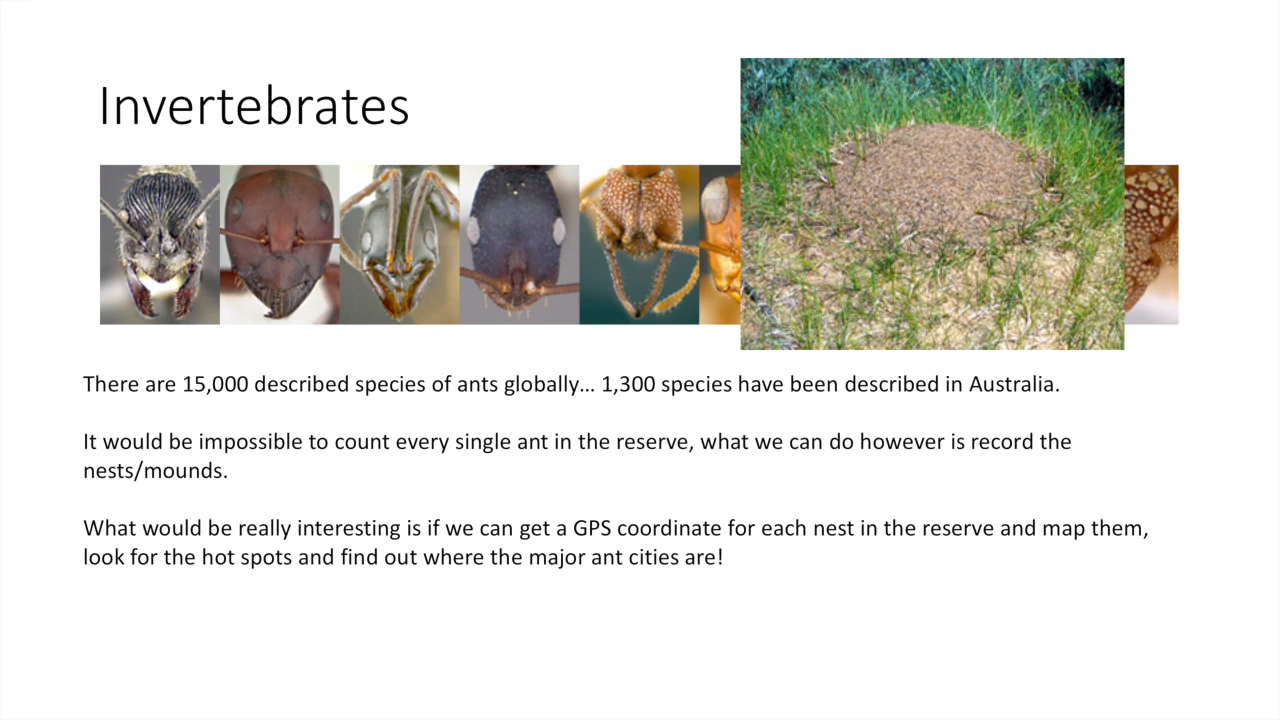 Invertebrates
There are 15,000 described species of ants globally... 1,300 species have been described in Australia.
It would be impossible to count every single ant in the reserve, what we can do however is record the
nests/mounds.
What would be really interesting is if we can get a GPS coordinate for each nest in the reserve and map them,
look for the hot spots and find out where the major ant cities are!